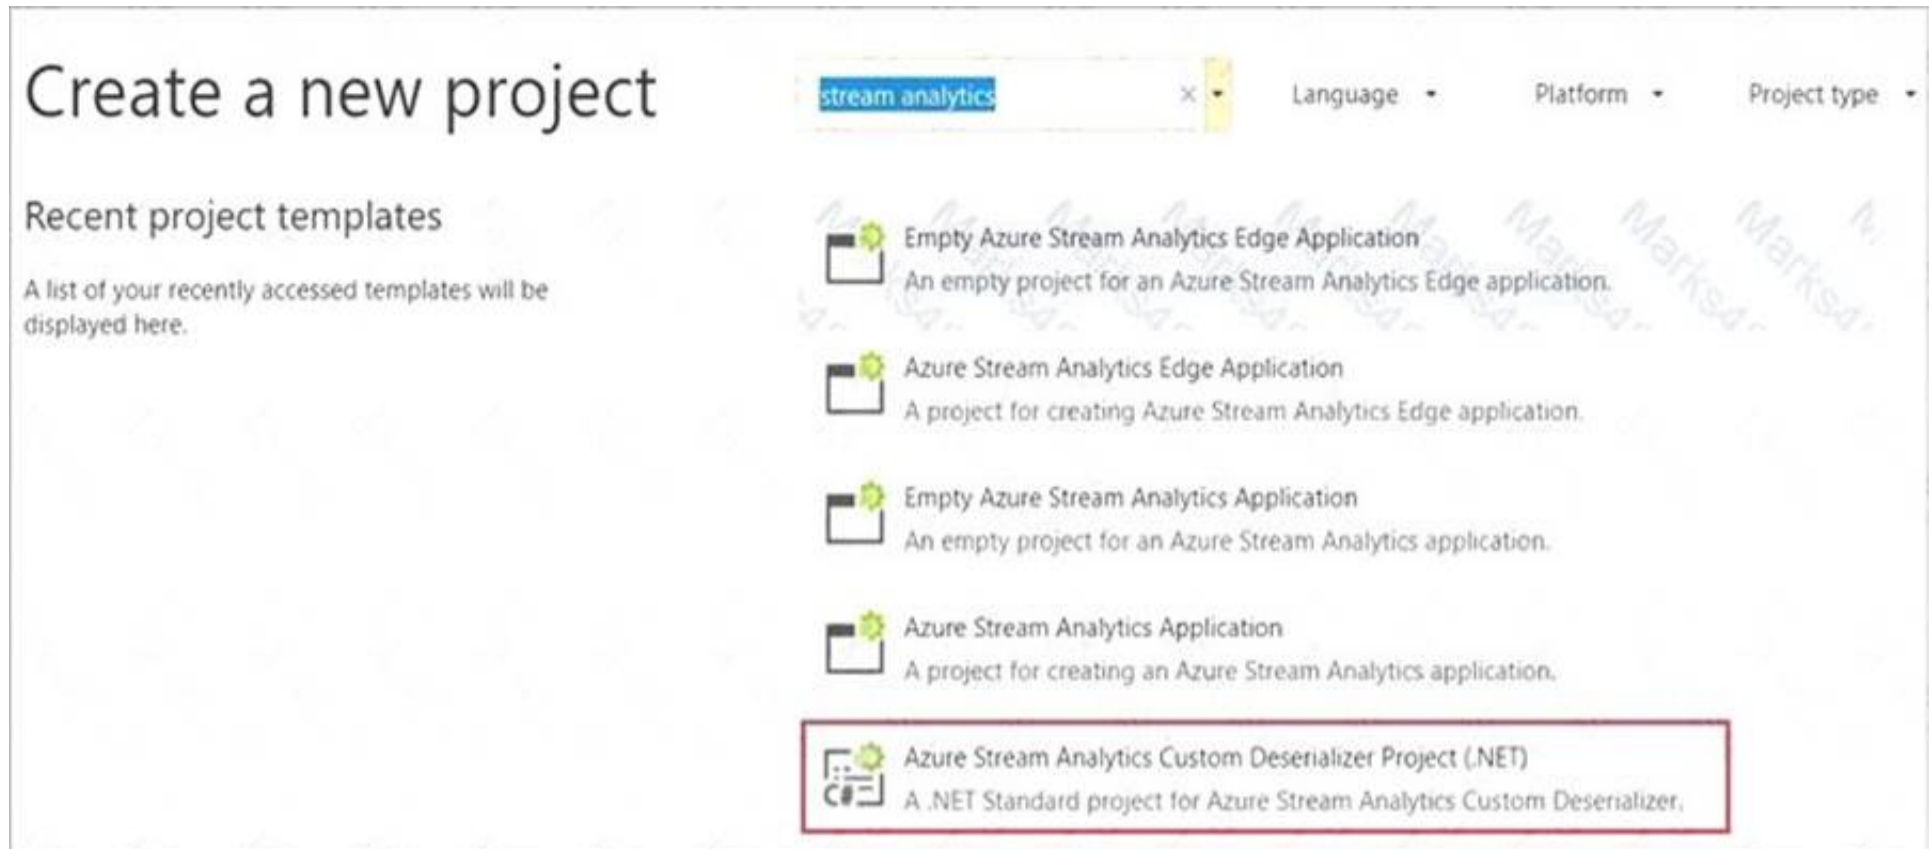 Create a new project
stream analytics
Language
Platform
Project type
Recent project templates
A list of your recently accessed templates will be
displayed here.
Empty Azure Stream Analytics Edge Application
An empty project for an Azure Stream Analytics Edge application.
Azure Stream Analytics Edge Application
A project for creating Azure Stream Analytics Edge application.
Empty Azure Stream Analytics Application
An empty project for an Azure Stream Analytics application.
Azure Stream Analytics Application
A project for creating an Azure Stream Analytics application.
C#
Azure Stream Analytics Custom Deserializer Project (.NET)
A .NET Standard project for Azure Stream Analytics Custom Deserializer.